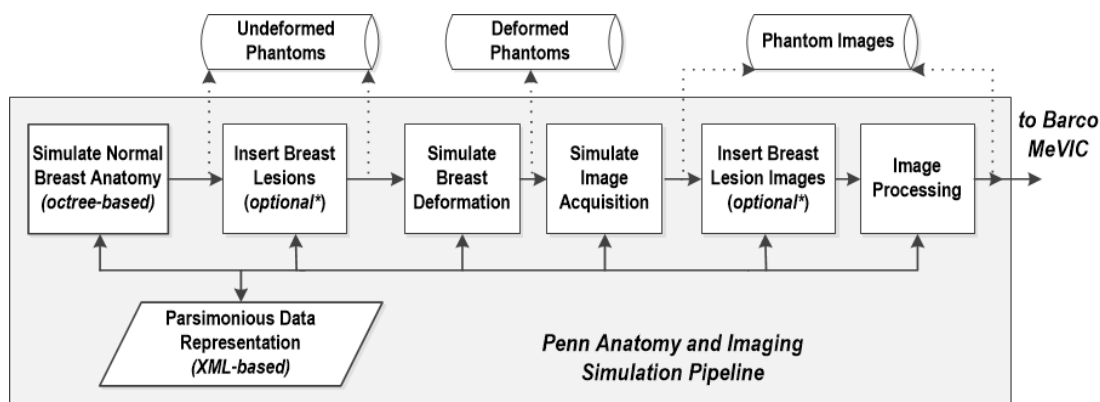 Undeformed
Phantoms
Deformed
Phantoms
Phantom Images
Simulate Normal
Breast Anatomy
(octree-based)
Insert Breast
Lesions
(optional*)
Simulate
Breast
Deformation
Simulate
Image
Acquisition
Insert Breast
Lesion Images
(optional*)
Image
Processing
to Barco
MeVIC
Parsimonious Data
Representation
(XML-based)
Penn Anatomy and Imaging
Simulation Pipeline